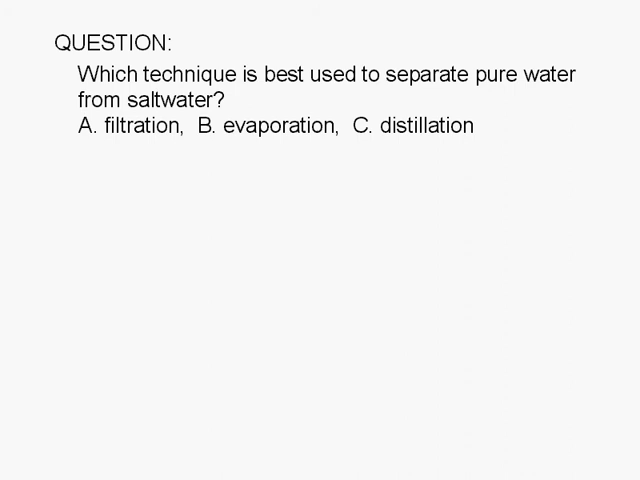 QUESTION:
Which technique is best used to separate pure water
from saltwater?
A. filtration,  B. evaporation,  C. distillation